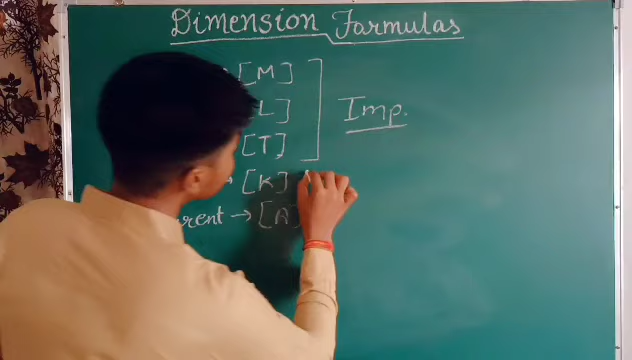 Dimension Formulas
[M]
[L]
Imp.
[T]
→ [K]
rent → [A]